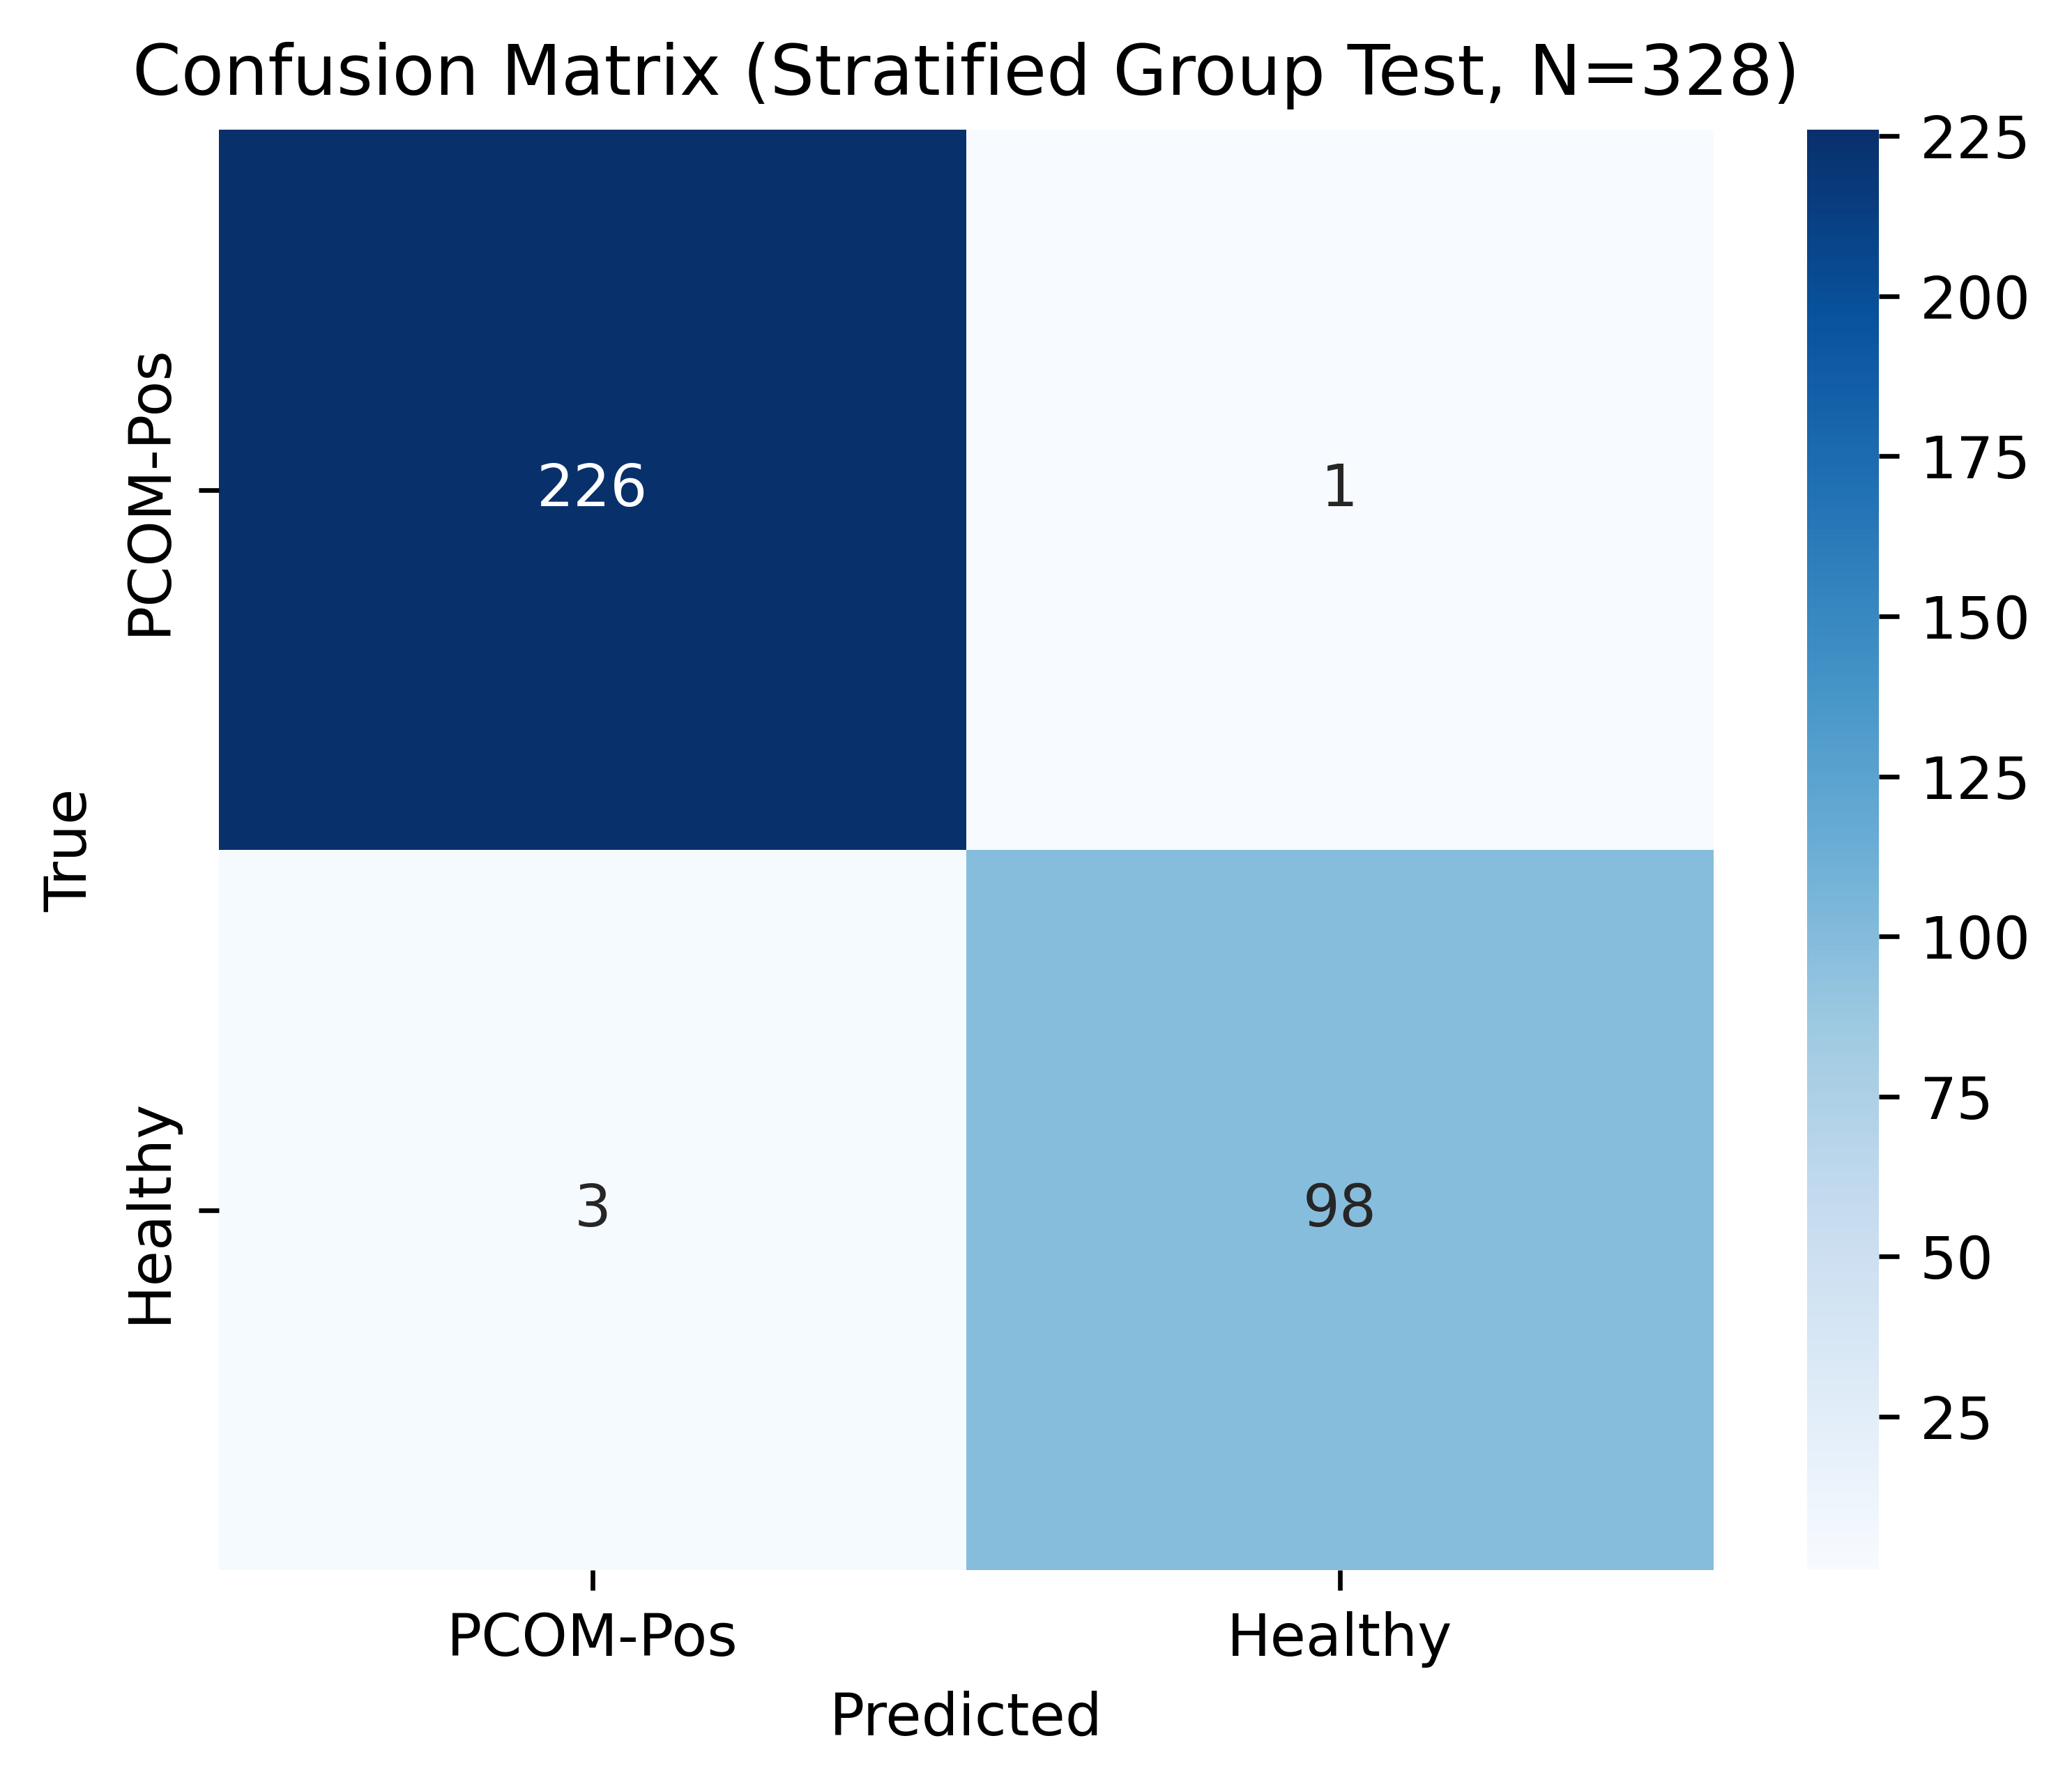 Confusion Matrix (Stratified Group Test, N=328)
True
PCOM-Pos
226
1
Healthy
3
98
PCOM-Pos
Healthy
Predicted
225
200
175
150
125
100
75
50
25